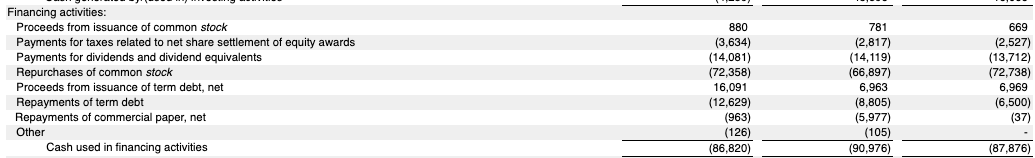 Financing activities:
Proceeds from issuance of common stock 880 781 669
Payments for taxes related to net share settlement of equity awards (3,634) (2,817) (2,527)
Payments for dividends and dividend equivalents (14,081) (14,119) (13,712)
Repurchases of common stock (72,358) (66,897) (72,738)
Proceeds from issuance of term debt, net 16,091 6,963 6,969
Repayments of term debt (12,629) (8,805) (6,500)
Repayments of commercial paper, net (963) (5,977) (37)
Other (126) (105) -
Cash used in financing activities (86,820) (90,976) (87,876)